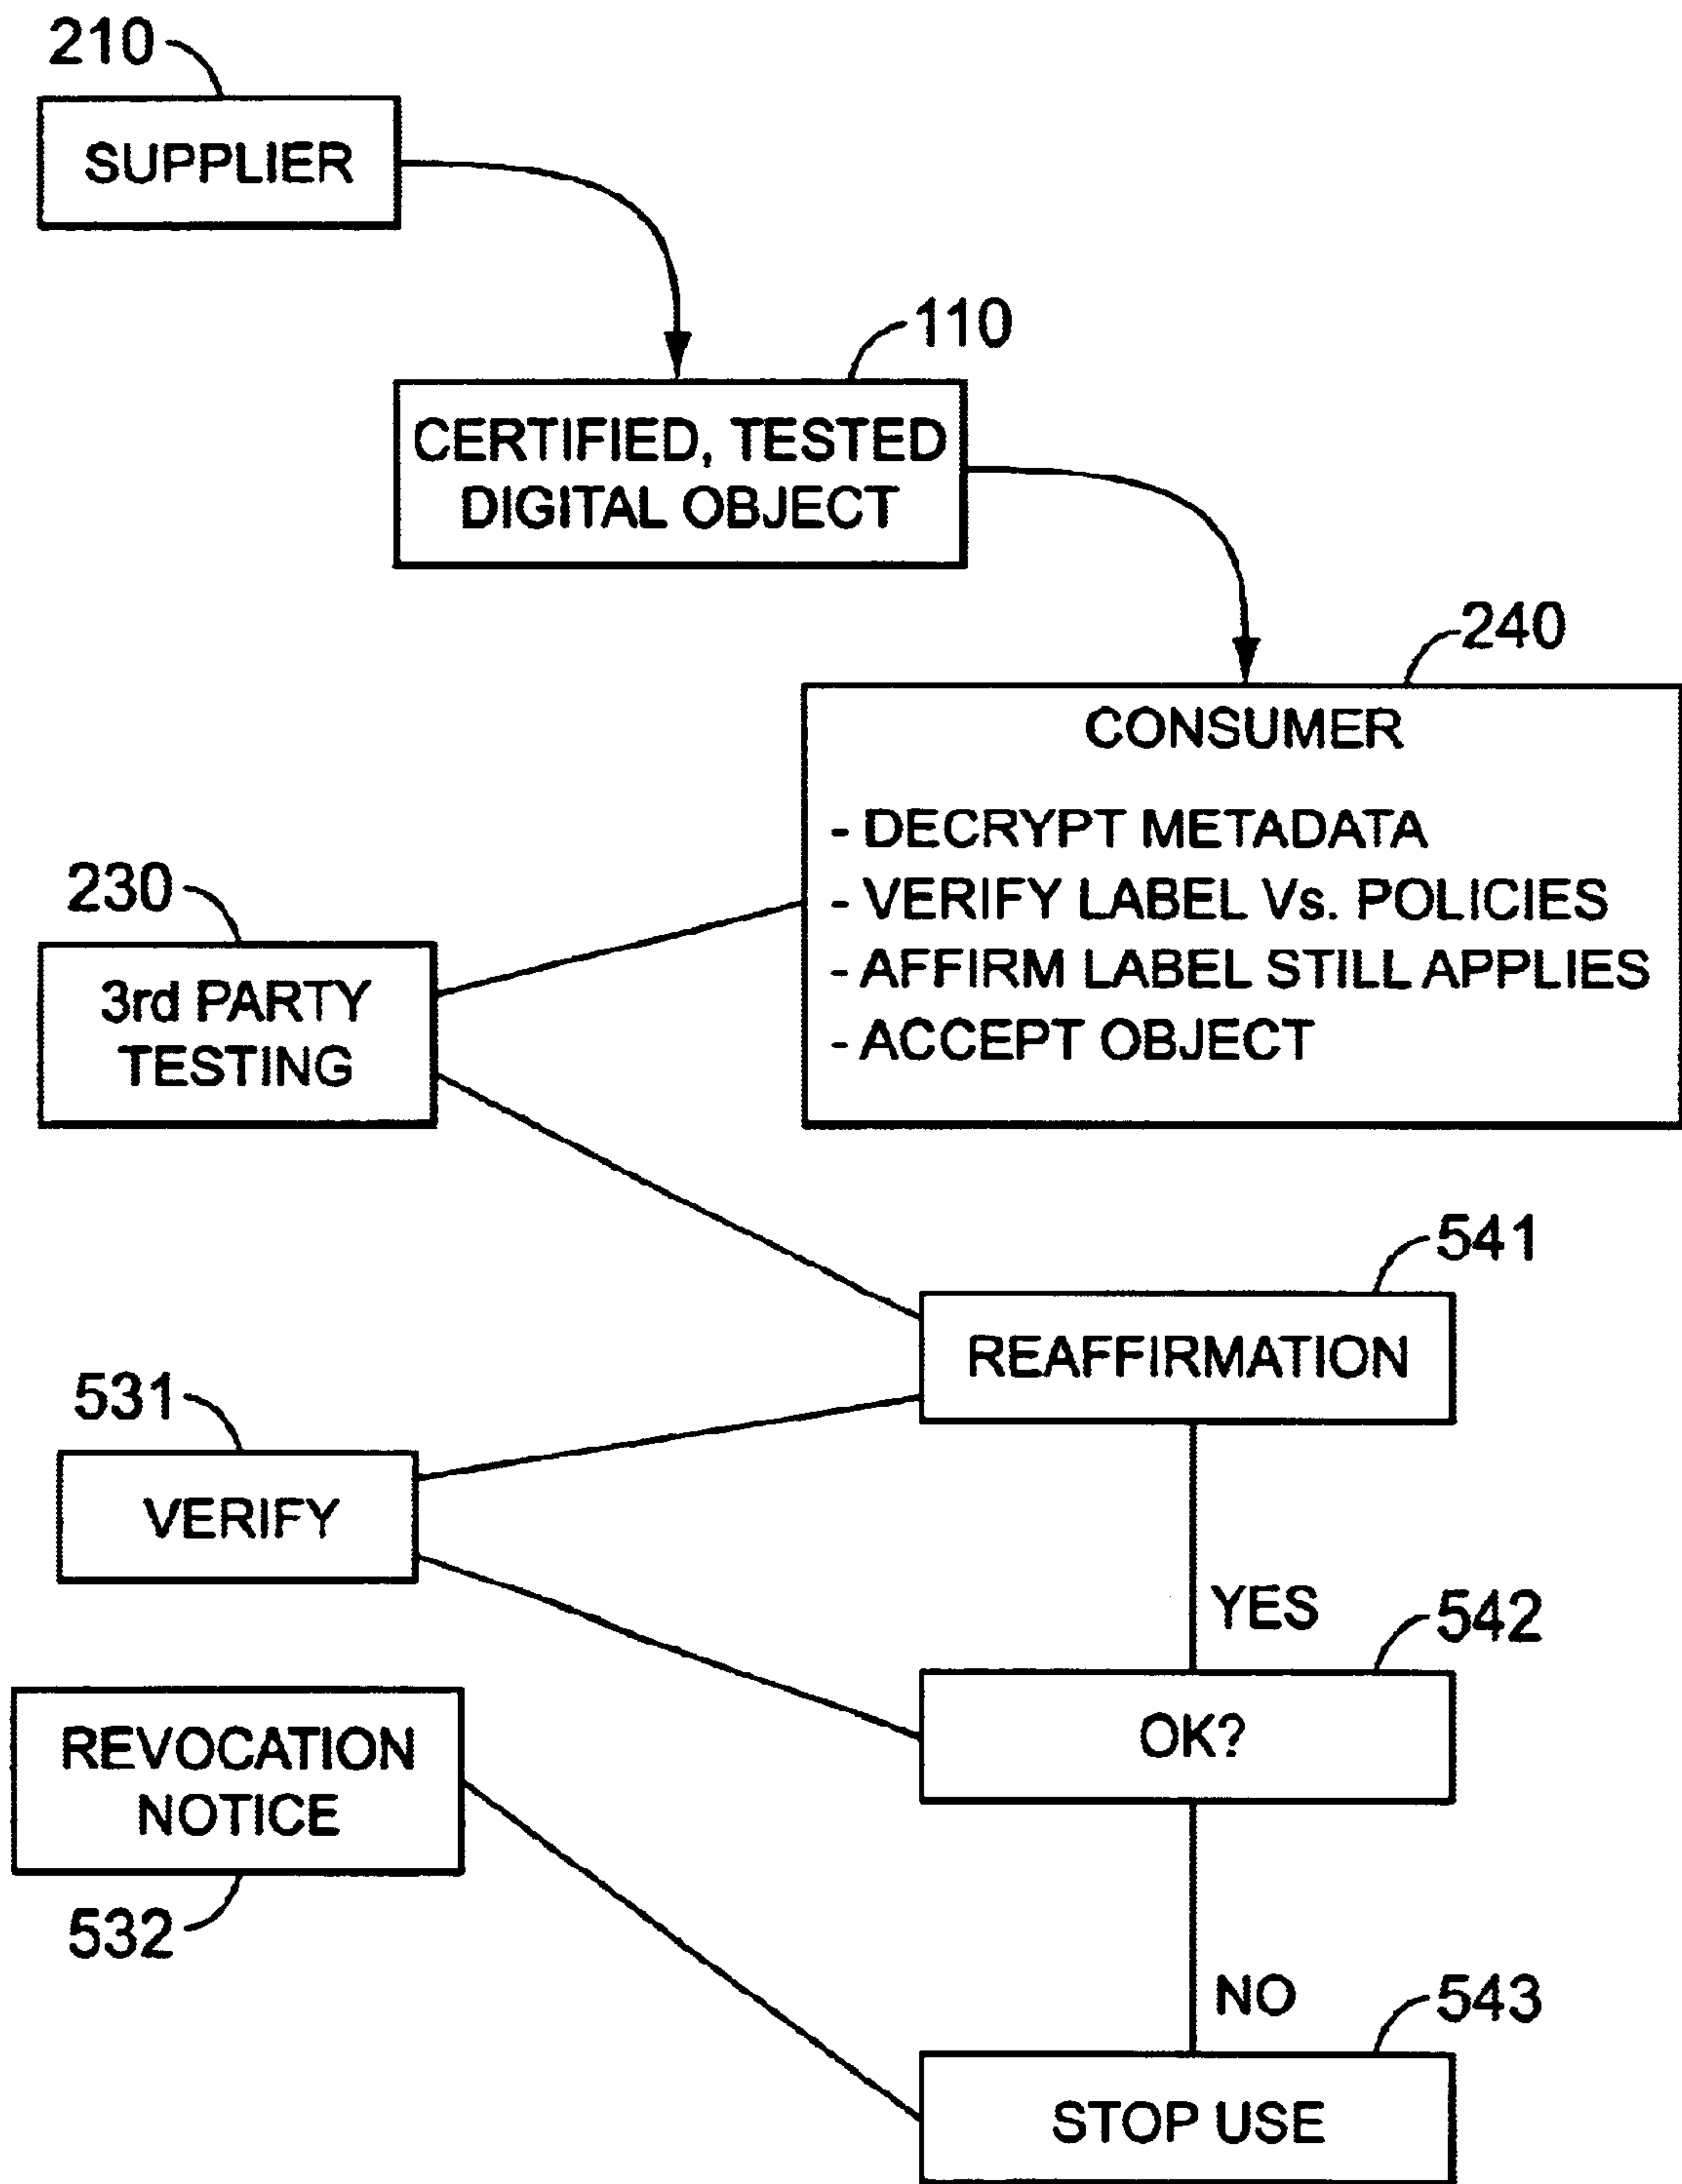 210
SUPPLIER
110
CERTIFIED, TESTED
DIGITAL OBJECT
240
CONSUMER
- DECRYPT METADATA
- VERIFY LABEL Vs. POLICIES
- AFFIRM LABEL STILL APPLIES
- ACCEPT OBJECT
230
3rd PARTY
TESTING
541
REAFFIRMATION
531
VERIFY
YES
542
OK?
REVOCATION
NOTICE
532
NO
543
STOP USE